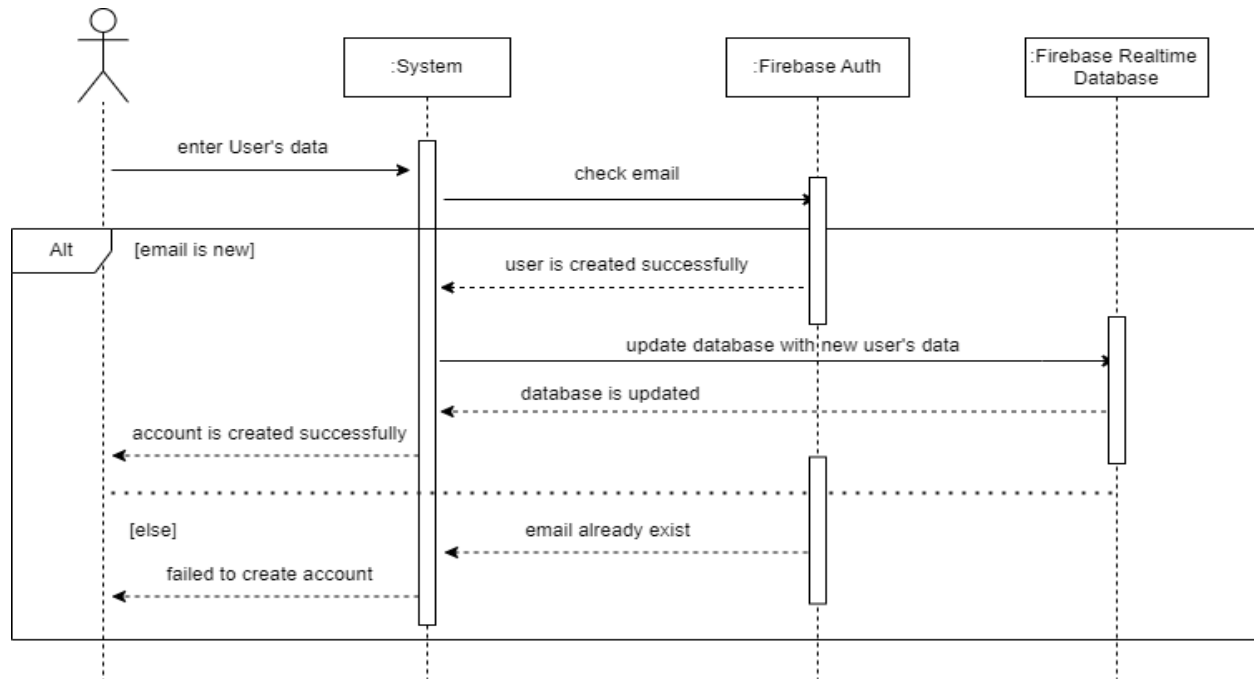 :System
:Firebase Auth
:Firebase Realtime
Database
enter User's data
check email
Alt
[email is new]
user is created successfully
update database with new user's data
database is updated
account is created successfully
[else]
email already exist
failed to create account